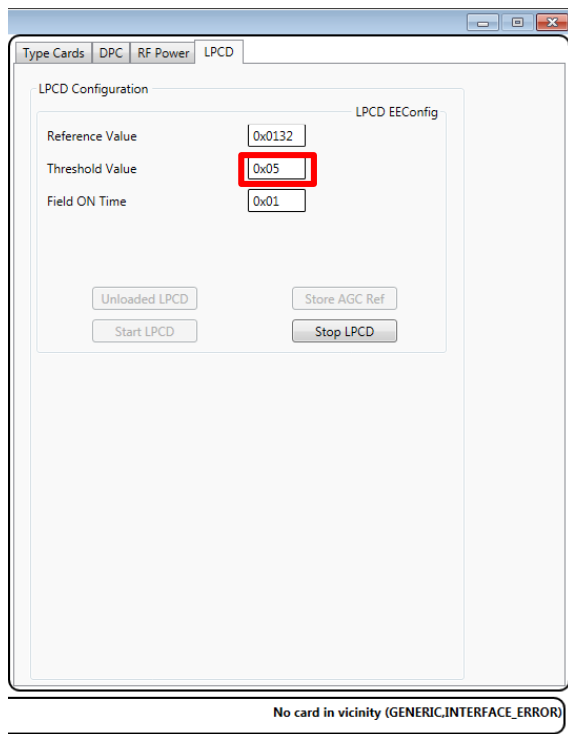 Type Cards DPC RF Power LPCD
LPCD Configuration
LPCD EEConfig
Reference Value 0x0132
Threshold Value 0x05
Field ON Time 0x01
Unloaded LPCD Store AGC Ref
Start LPCD Stop LPCD
No card in vicinity (GENERIC,INTERFACE_ERROR)